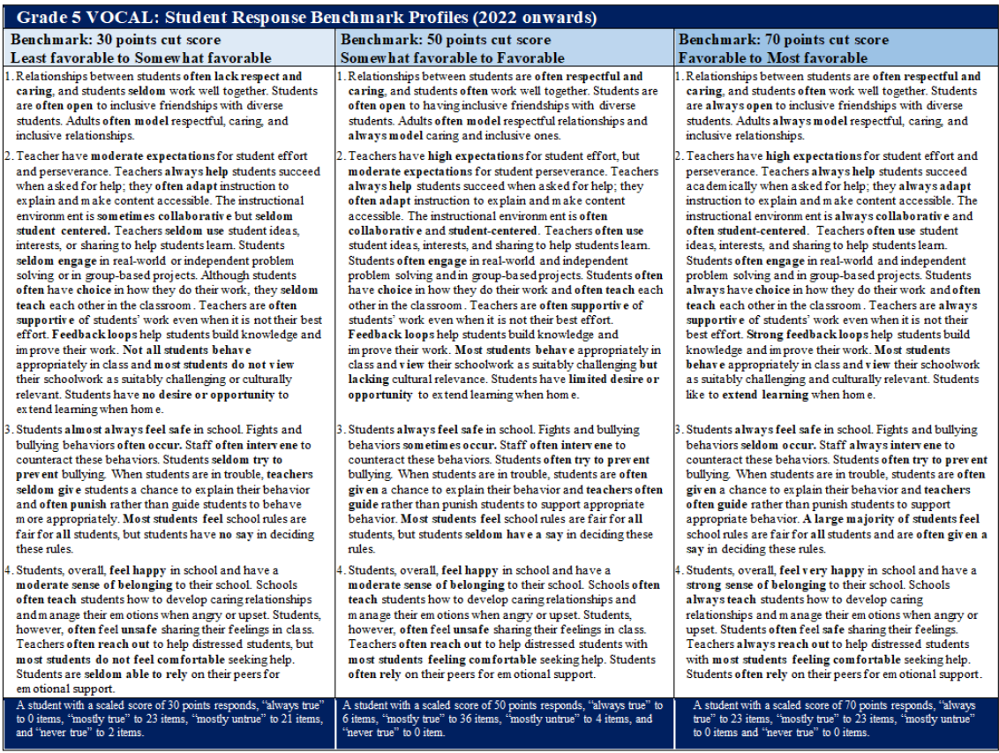 Grade 5 VOCAL: Student Response Benchmark Profiles (2022 onwards)
Benchmark: 30 points cut score
Least favorable to Somewhat favorable
1. Relationships between students often lack respect and
caring, and students seldom work well together. Students
are often open to inclusive friendships with diverse
students. Adults often model respectful, caring, and
inclusive relationships.
2. Teacher have moderate expectations for student effort
and perseverance. Teachers always help students succeed
when asked for help; they often adapt instruction to
explain and make content accessible. The instructional
environment is sometimes collaborative but seldom
student centered. Teachers seldom use student ideas,
interests, or sharing to help students learn. Students
seldom engage in real-world or independent problem
solving or in group-based projects. Although students
often have choice in how they do their work, they seldom
teach each other in the classroom. Teachers are often
supportive of students' work even when it is not their best
effort. Feedback loops help students build knowledge and
improve their work. Not all students behave
appropriately in class and most students do not view
their schoolwork as suitably challenging or culturally
relevant. Students have no desire or opportunity to
extend learning when home.
3. Students almost always feel safe in school. Fights and
bullying behaviors often occur. Staff often intervene to
counteract these behaviors. Students seldom try to
prevent bullying. When students are in trouble, teachers
seldom give students a chance to explain their behavior
and often punish rather than guide students to behave
more appropriately. Most students feel school rules are
fair for all students, but students have no say in deciding
these rules.
4. Students, overall, feel happy in school and have a
moderate sense of belonging to their school. Schools
often teach students how to develop caring relationships
and manage their emotions when angry or upset. Students,
however, often feel unsafe sharing their feelings in class.
Teachers often reach out to help distressed students, but
most students do not feel comfortable seeking help.
Students are seldom able to rely on their peers for
emotional support.
A student with a scaled score of 30 points responds, "always true"
to 0 items, "mostly true" to 23 items, "mostly untrue" to 21 items,
and "never true" to 2 items.
Benchmark: 50 points cut score
Somewhat favorable to Favorable
1. Relationships between students are often respectful and
caring, and students often work well together. Students are
often open to having inclusive friendships with diverse
students. Adults often model respectful relationships and
always model caring and inclusive ones.
2. Teachers have high expectations for student effort, but
moderate expectations for student perseverance. Teachers
always help students succeed when asked for help; they
often adapt instruction to explain and make content
accessible. The instructional environment is often
collaborative and student-centered. Teachers often use
student ideas, interests, and sharing to help students learn.
Students often engage in real-world and independent
problem solving and in group-based projects. Students often
have choice in how they do their work and often teach each
other in the classroom. Teachers are often supportive of
students' work even when it is not their best effort.
Feedback loops help students build knowledge and
improve their work. Most students behave appropriately in
class and view their schoolwork as suitably challenging but
lacking cultural relevance. Students have limited desire or
opportunity to extend learning when home.
3. Students always feel safe in school. Fights and bullying
behaviors sometimes occur. Staff often intervene to
counteract these behaviors. Students often try to prevent
bullying. When students are in trouble, students are often
given a chance to explain their behavior and teachers often
guide rather than punish students to support appropriate
behavior. Most students feel school rules are fair for all
students, but students seldom have a say in deciding these
rules.
4. Students, overall, feel happy in school and have a
moderate sense of belonging to their school. Schools often
teach students how to develop caring relationships and
manage their emotions when angry or upset. Students,
however, often feel unsafe sharing their feelings in class.
Teachers often reach out to help distressed students with
most students feeling comfortable seeking help. Students
often rely on their peers for emotional support.
A student with a scaled score of 50 points responds, "always true" to
6 items, "mostly true" to 36 items, "mostly untrue" to 4 items, and
"never true" to 0 item.
Benchmark: 70 points cut score
Favorable to Most favorable
1. Relationships between students are often respectful and
caring, and students often work well together. Students
are always open to inclusive friendships with diverse
students. Adults always model respectful, caring, and
inclusive relationships.
2. Teachers have high expectations for student effort and
perseverance. Teachers always help students succeed
academically when asked for help; they always adapt
instruction to explain and make content accessible. The
instructional environment is always collaborative and
often student-centered. Teachers often use student
ideas, interests, and sharing to help students learn.
Students often engage in real-world and independent
problem solving and in group-based projects. Students
always have choice in how they do their work and often
teach each other in the classroom. Teachers are always
supportive of students' work even when it is not their
best effort. Strong feedback loops help students build
knowledge and improve their work. Most students
behave appropriately in class and view their schoolwork
as suitably challenging and culturally relevant. Students
like to extend learning when home.
3. Students always feel safe in school. Fights and bullying
behaviors seldom occur. Staff always intervene to
counteract these behaviors. Students often try to prevent
bullying. When students are in trouble, students are often
given a chance to explain their behavior and teachers
often guide rather than punish students to support
appropriate behavior. A large majority of students feel
school rules are fair for all students and are often given a
say in deciding these rules.
4. Students, overall, feel very happy in school and have a
strong sense of belonging to their school. Schools
always teach students how to develop caring
relationships and manage their emotions when angry or
upset. Students often feel safe sharing their feelings.
Teachers always reach out to help distressed students
with most students feeling comfortable seeking help.
Students often rely on their peers for emotional support.
A student with a scaled score of 70 points responds, "always
true" to 23 items, "mostly true" to 23 items, "mostly untrue"
to 0 items and "never true" to 0 items.